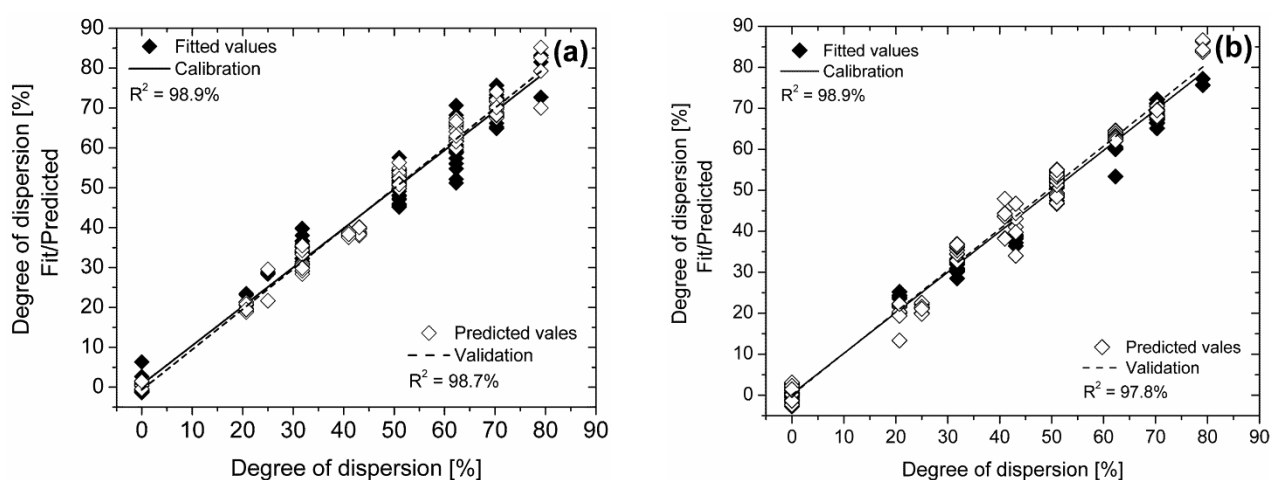 90
80
70
60
50
40
30
20
10
0
Degree of dispersion [%]
Fit/Predicted
Fitted values
Calibration
R² = 98.9%
(a)
Predicted vales
Validation
R² = 98.7%
0 10 20 30 40 50 60 70 80 90
Degree of dispersion [%]
90
80
70
60
50
40
30
20
10
0
Degree of dispersion [%]
Fit/Predicted
Fitted values
Calibration
R² = 98.9%
(b)
Predicted vales
Validation
R² = 97.8%
0 10 20 30 40 50 60 70 80 90
Degree of dispersion [%]